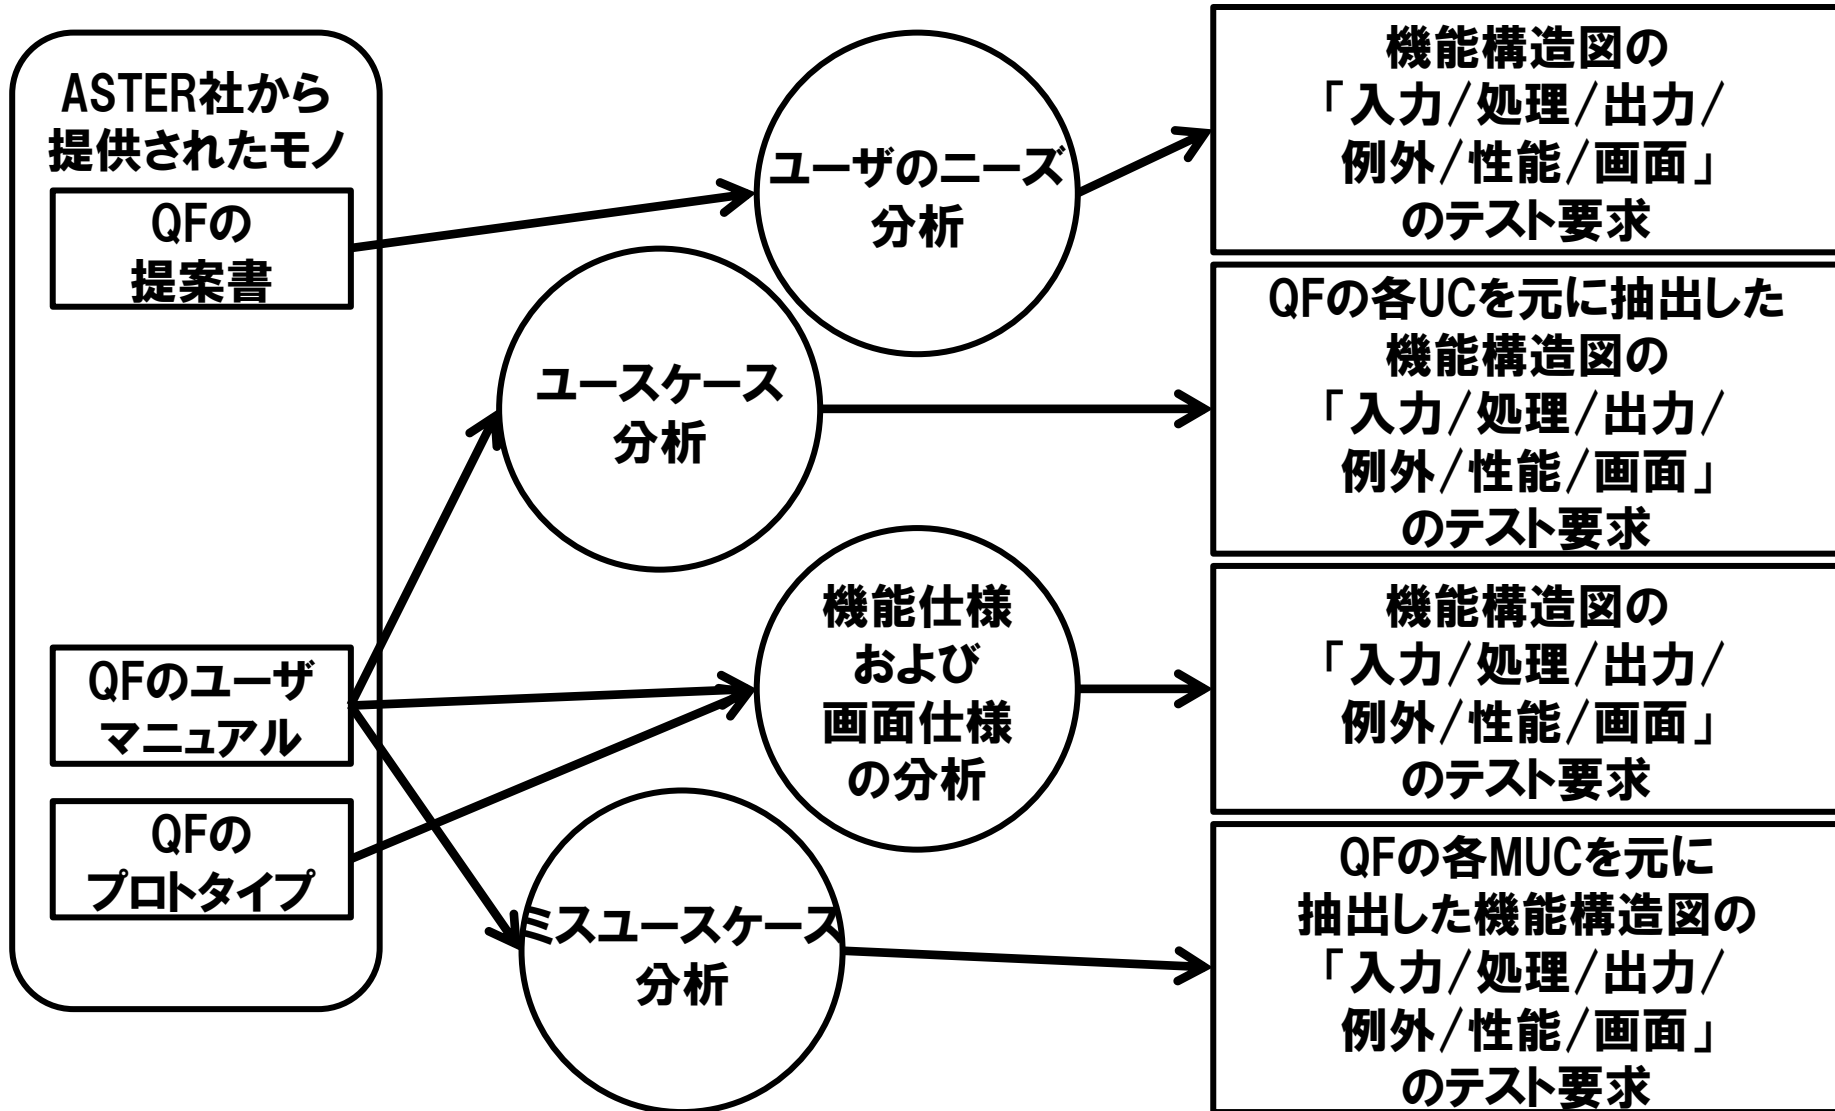 ASTER社から
提供されたモノ
QFの
提案書
QFのユーザ
マニュアル
QFの
プロトタイプ
ユーザのニーズ
分析
ユースケース
分析
機能仕様
および
画面仕様
の分析
ミスユースケース
分析
機能構造図の
「入力/処理/出力/
例外/性能/画面」
のテスト要求
QFの各UCを元に抽出した
機能構造図の
「入力/処理/出力/
例外/性能/画面」
のテスト要求
機能構造図の
「入力/処理/出力/
例外/性能/画面」
のテスト要求
QFの各MUCを元に
抽出した機能構造図の
「入力/処理/出力/
例外/性能/画面」
のテスト要求